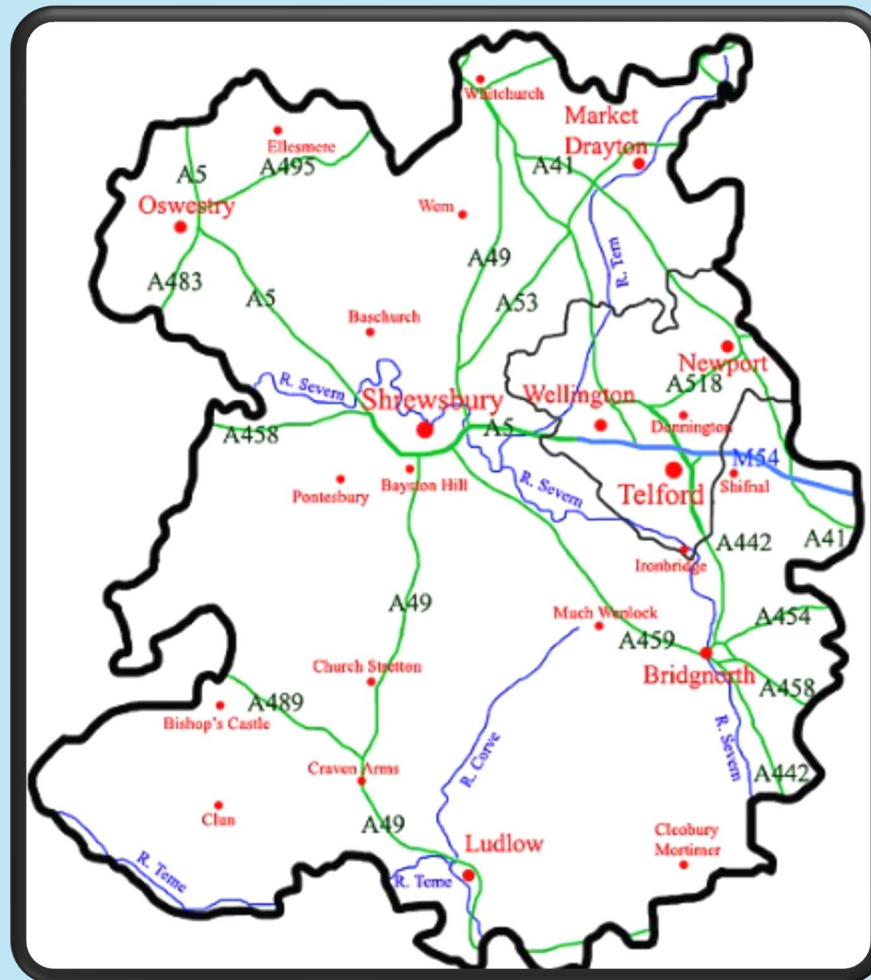 Whitchurch
Market
Drayton
Ellesmere
A5
A495
A41
Oswestry
Wem
A483
A5
A49
R. Tern
A53
Baschurch
Newport
R. Severn
Shrewsbury
Wellington
A518
A458
A5
Donnington
M54
Bayston Hill
Shifnal
Pontesbury
R. Severn
Telford
A442
A41
Ironbridge
A49
Much Wenlock
A454
A459
Church Stretton
Bridgnorth
A489
A458
Bishop's Castle
R. Corve
R. Severn
Craven Arms
A442
Clun
A49
Cleobury
Mortimer
Ludlow
R. Teme
R. Teme